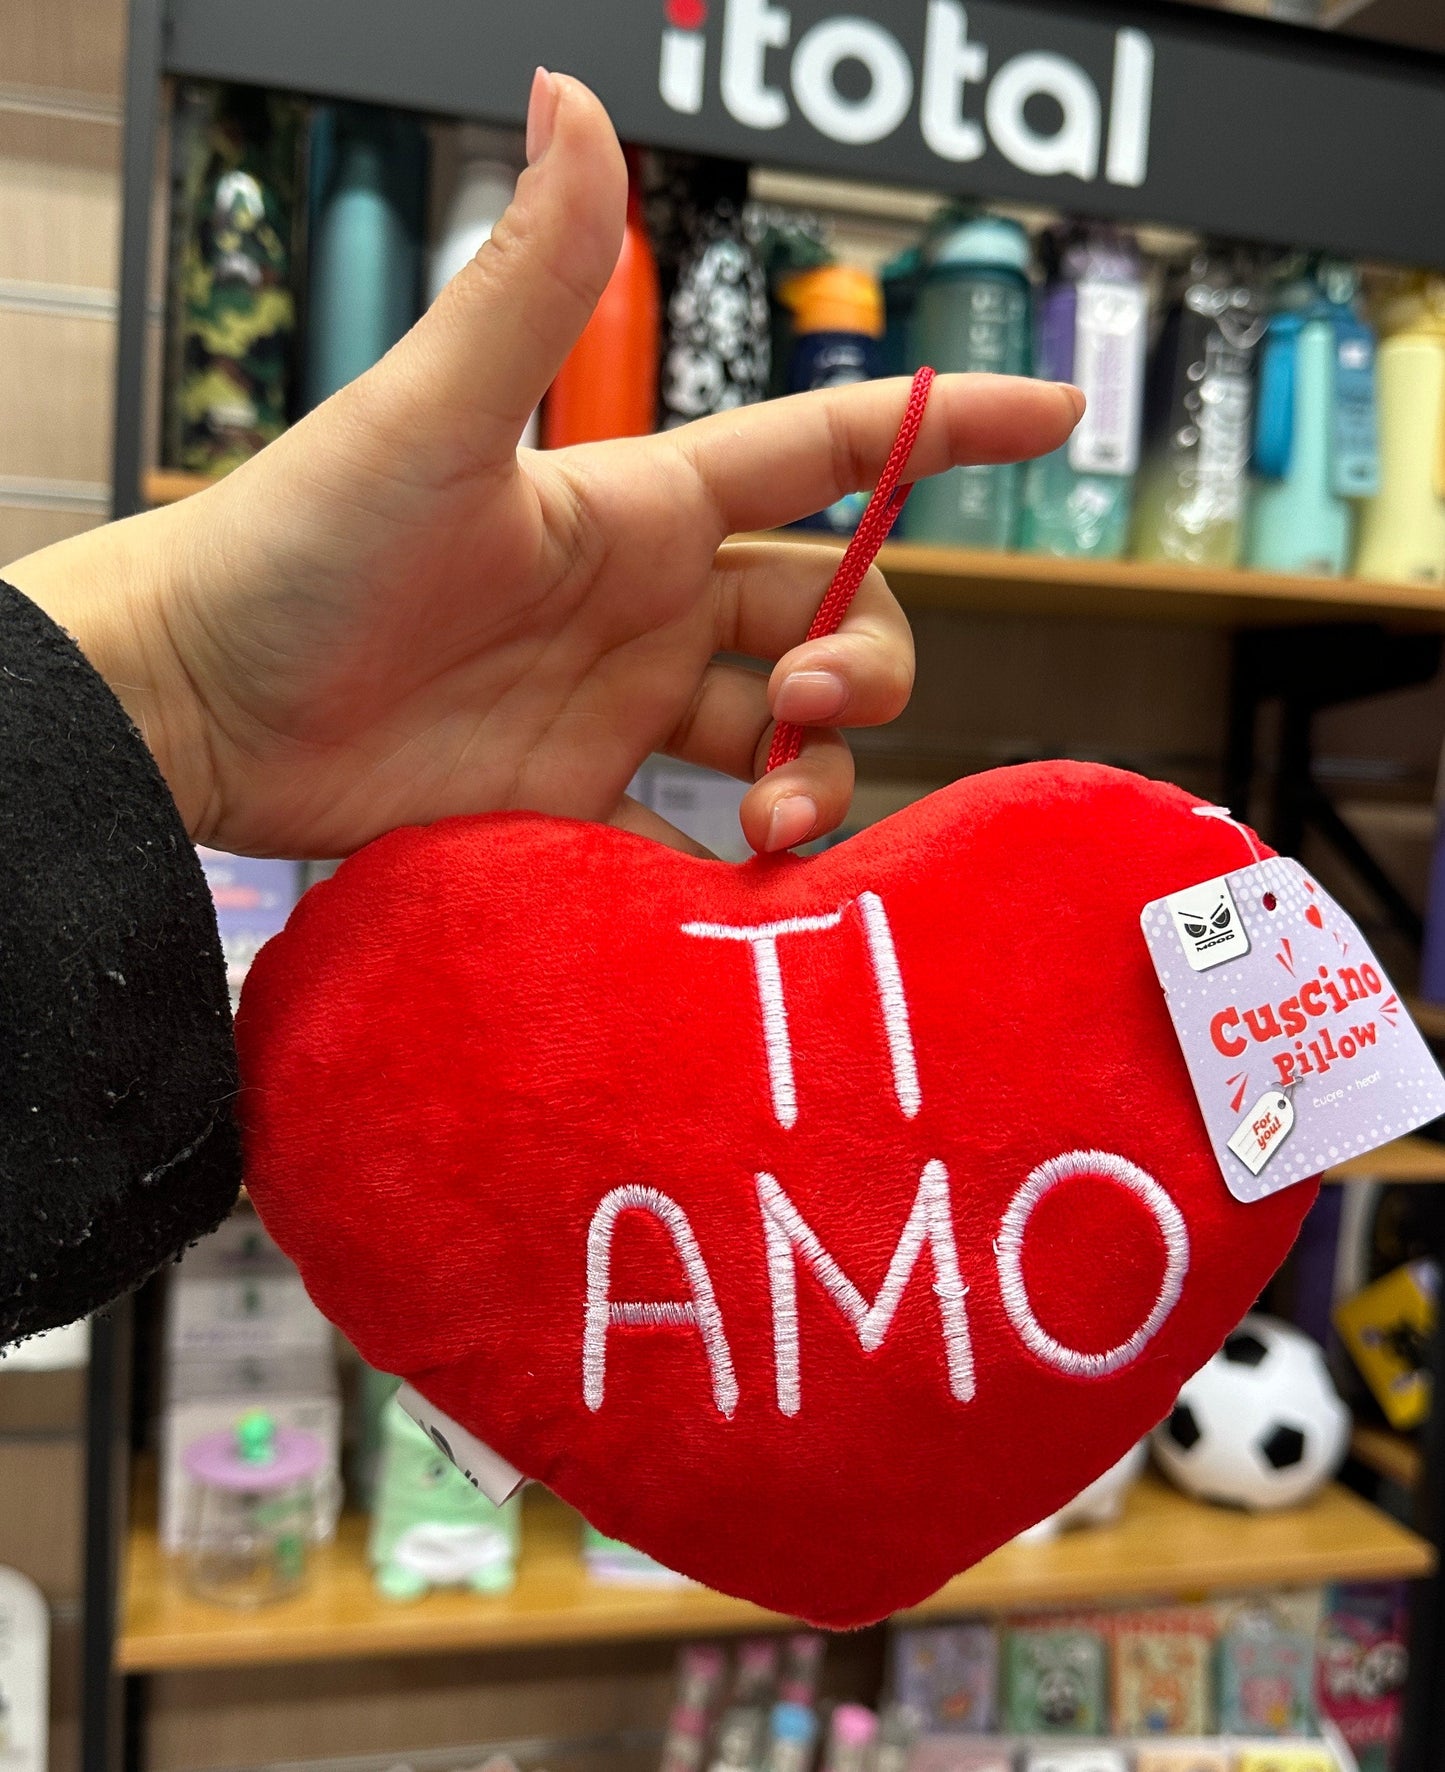 itotal
TI
AMO
MOOD
Cuscino
Pillow
cuore • heart
For
you!